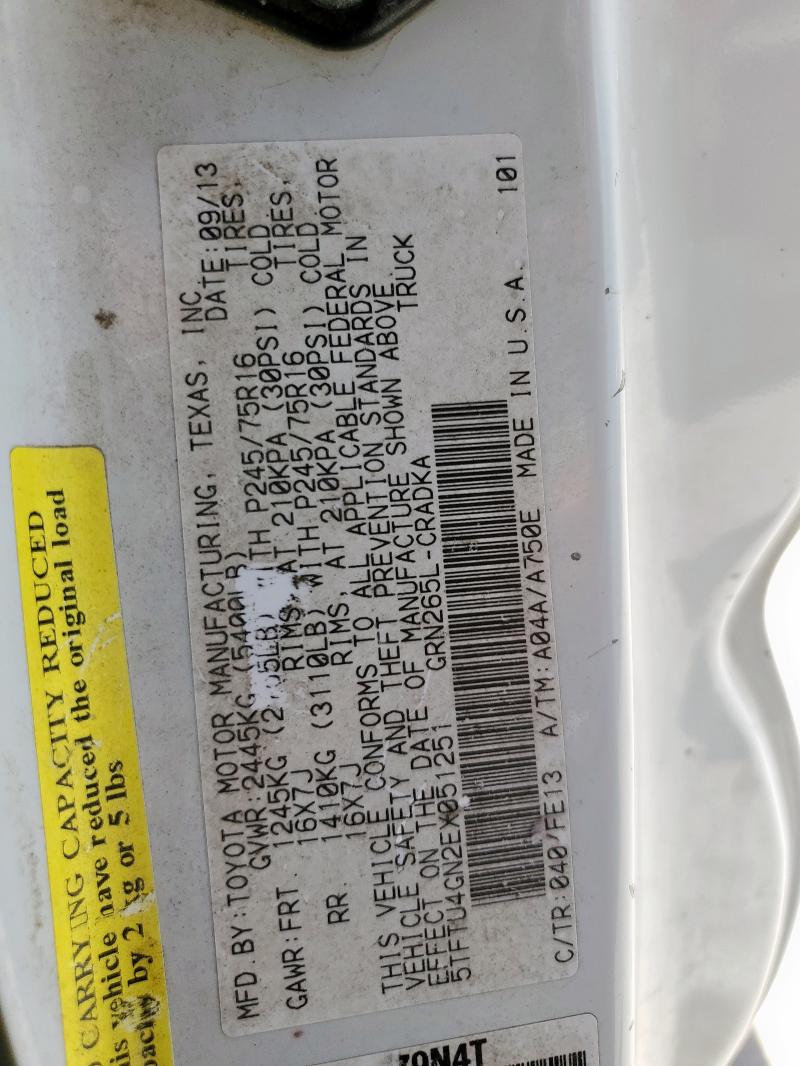 CARRYING CAPACITY REDUCED
vehicle have reduced the original load
by 2 kg or 5 lbs
MFD.BY:TOYOTA MOTOR MANUFACTURING, TEXAS, INC.
GVWR:2445KG (5400LB) DATE:09/13
GAWR:FRT. 1245KG ( WITH P245/75R16 TIRES,
16X7J RIMS, AT 210KPA (30PSI) COLD
RR. 1410KG (3110LB) WITH P245/75R16 TIRES,
16X7J RIMS, AT 210KPA (30PSI) COLD
THIS VEHICLE CONFORMS TO ALL APPLICABLE FEDERAL MOTOR
VEHICLE SAFETY AND THEFT PREVENTION STANDARDS IN
EFFECT ON THE DATE OF MANUFACTURE SHOWN ABOVE.
5TFTU4GN2EX051251 GRN265L-CRADKA TRUCK
C/TR:040/FE13 A/TM:A04A/A750E MADE IN U.S.A. 101